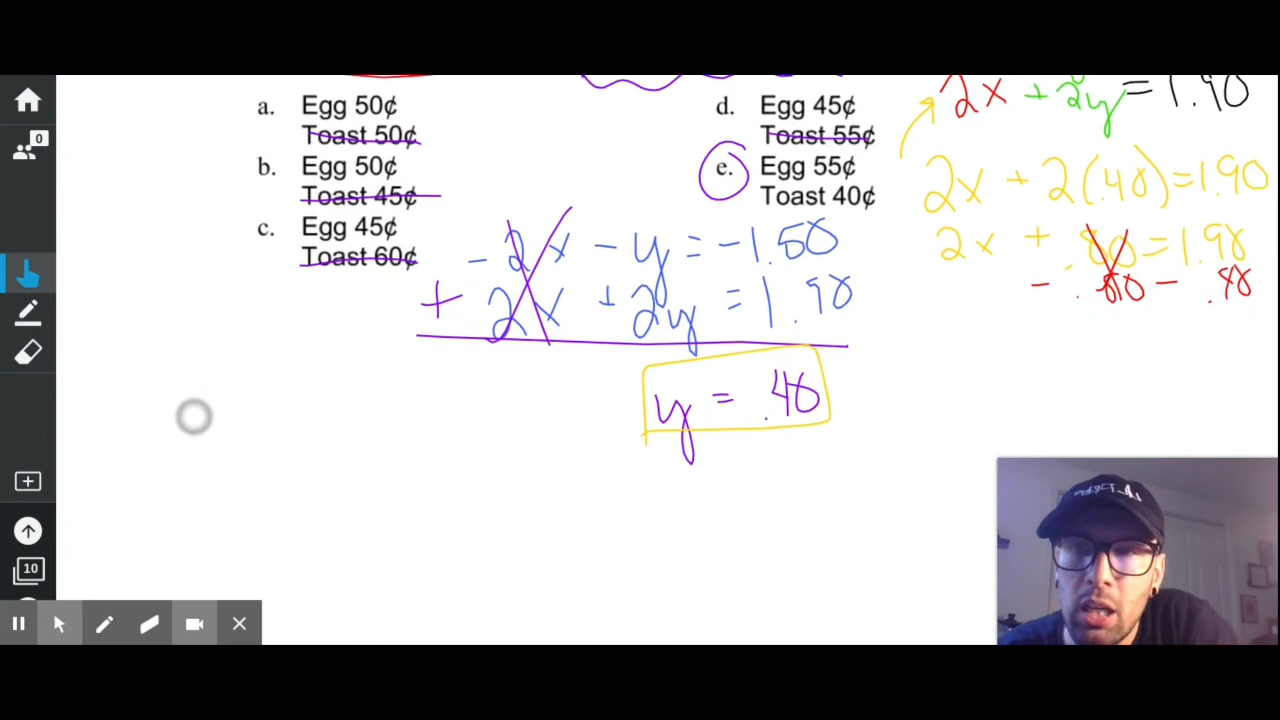 2x + 2y = 1.90
a. Egg 50¢
Toast 50¢
b. Egg 50¢
Toast 45¢
c. Egg 45¢
Toast 60¢
d. Egg 45¢
Toast 55¢
e. Egg 55¢
Toast 40¢
- 2x - y = -1.50
+ 2x + 2y = 1.90
y = .40
2x + 2(.40) = 1.90
2x + .80 = 1.90
- .80 - .80
0
10